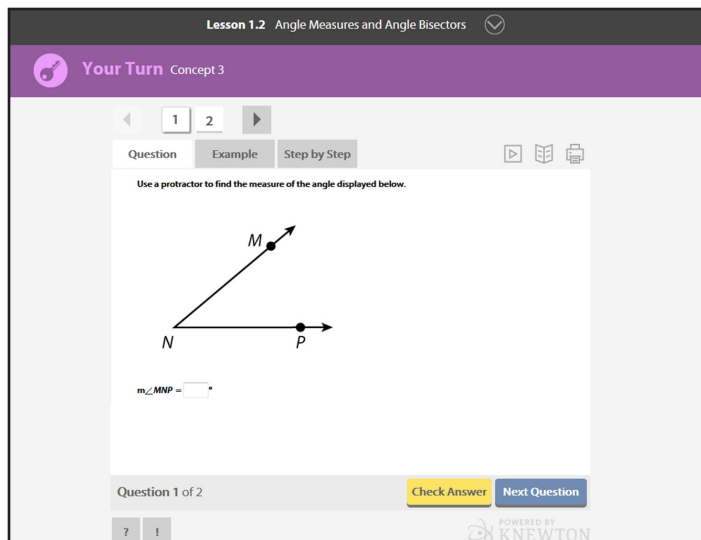 Lesson 1.2 Angle Measures and Angle Bisectors
Your Turn Concept 3
1 2
Question Example Step by Step
Use a protractor to find the measure of the angle displayed below.
M
N P
m∠MNP = °
Question 1 of 2 Check Answer Next Question
? !
POWERED BY
KNEWTON